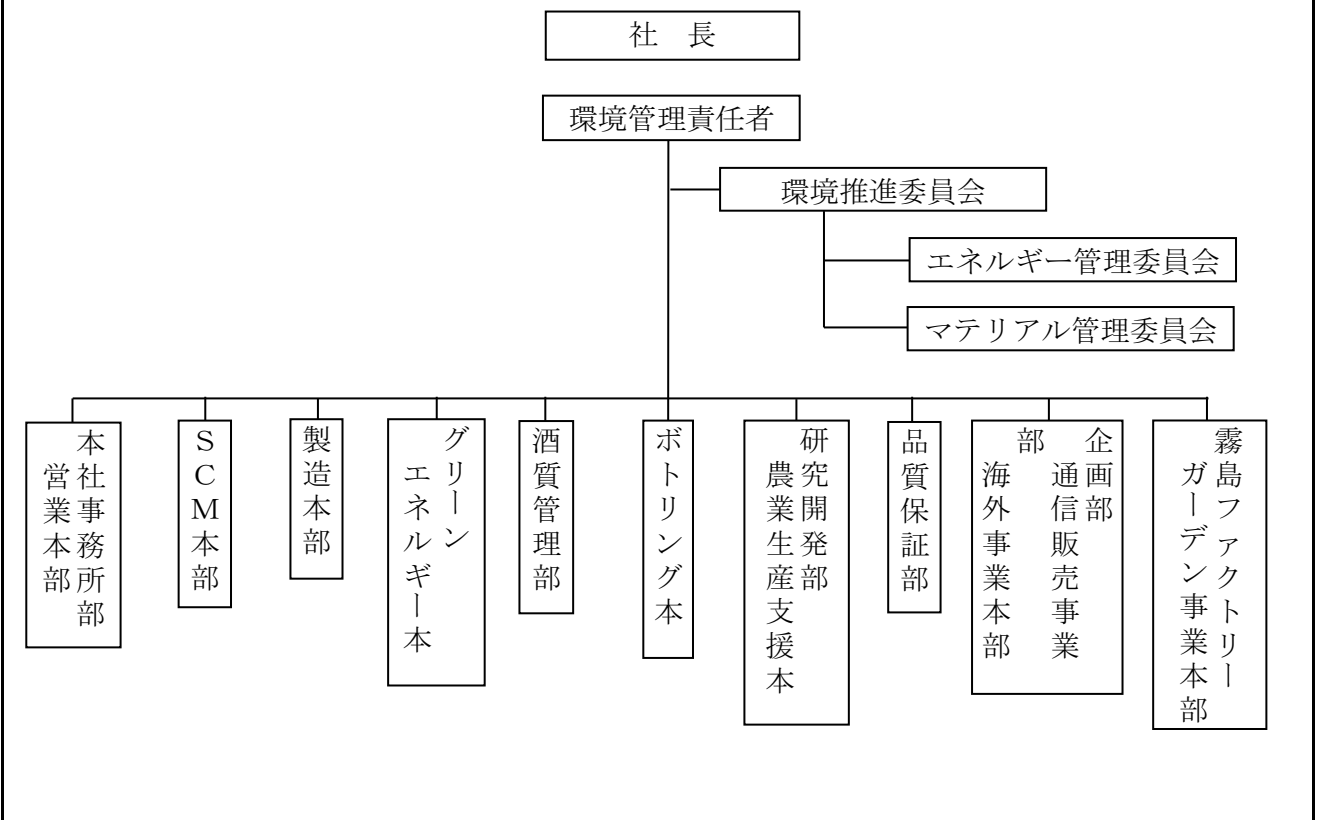 社　長
環境管理責任者
環境推進委員会
エネルギー管理委員会
マテリアル管理委員会
本社事務所部
営業本部
SCM本部
製造本部
グリーン
エネルギー本
酒質管理部
ボトリング本
研究開発部
農業生産支援本
品質保証部
企画部
通信販売事業
部
海外事業本部
霧島ファクトリー
ガーデン事業本部